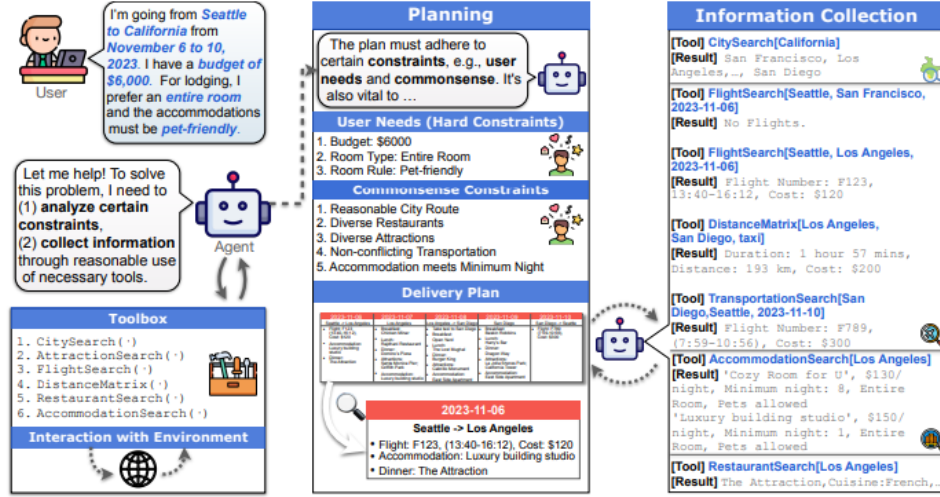 I'm going from Seattle
to California from
November 6 to 10,
2023. I have a budget of
$6,000. For lodging, I
prefer an entire room
and the accommodations
must be pet-friendly.
User
Let me help! To solve
this problem, I need to
(1) analyze certain
constraints,
(2) collect information
through reasonable use
of necessary tools.
Agent
Toolbox
1. CitySearch(·)
2. AttractionSearch(·)
3. FlightSearch(·)
4. DistanceMatrix(·)
5. RestaurantSearch(·)
6. AccommodationSearch(·)
Interaction with Environment
Planning
The plan must adhere to
certain constraints, e.g., user
needs and commonsense. It's
also vital to ...
User Needs (Hard Constraints)
1. Budget: $6000
2. Room Type: Entire Room
3. Room Rule: Pet-friendly
Commonsense Constraints
1. Reasonable City Route
2. Diverse Restaurants
3. Diverse Attractions
4. Non-conflicting Transportation
5. Accommodation meets Minimum Night
Delivery Plan
2023-11-06
Seattle -> Los Angeles
• Flight: F123, (13:40-16:12), Cost: $120
• Accommodation: Luxury building studio
• Dinner: The Attraction
Information Collection
[Tool] CitySearch[California]
[Result] San Francisco, Los
Angeles,…, San Diego
[Tool] FlightSearch[Seattle, San Francisco,
2023-11-06]
[Result] No Flights.
[Tool] FlightSearch[Seattle, Los Angeles,
2023-11-06]
[Result] Flight Number: F123,
13:40-16:12, Cost: $120
[Tool] DistanceMatrix[Los Angeles,
San Diego, taxi]
[Result] Duration: 1 hour 57 mins,
Distance: 193 km, Cost: $200
[Tool] TransportationSearch[San
Diego,Seattle, 2023-11-10]
[Result] Flight Number: F789,
(7:59-10:56), Cost: $300
[Tool] AccommodationSearch[Los Angeles]
[Result] 'Cozy Room for U', $130/
night, Minimum night: 8, Entire
Room, Pets allowed
'Luxury building studio', $150/
night, Minimum night: 1, Entire
Room, Pets allowed
[Tool] RestaurantSearch[Los Angeles]
[Result] The Attraction,Cuisine:French,…